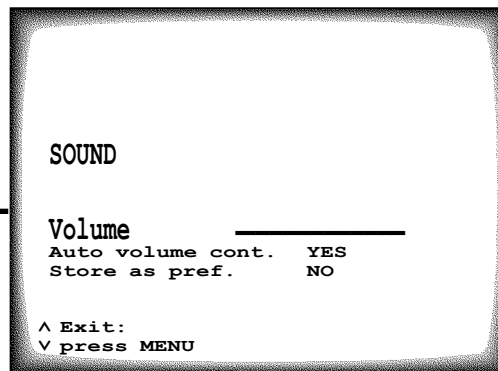 SOUND
Volume
Auto volume cont. YES
Store as pref. NO
^ Exit:
v press MENU